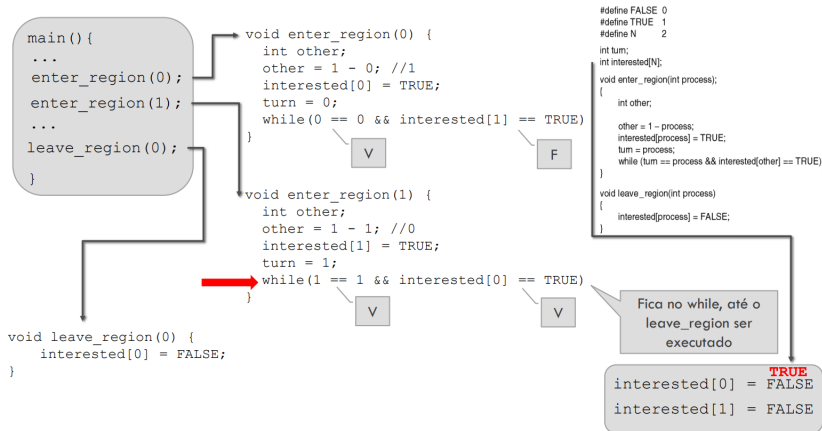 main(){
...
enter_region(0);
enter_region(1);
...
leave_region(0);
}
void enter_region(0) {
int other;
other = 1 - 0; //1
interested[0] = TRUE;
turn = 0;
while(0 == 0 && interested[1] == TRUE)
}
V
F
void enter_region(1) {
int other;
other = 1 - 1; //0
interested[1] = TRUE;
turn = 1;
while(1 == 1 && interested[0] == TRUE)
}
V
V
void leave_region(0) {
interested[0] = FALSE;
}
#define FALSE 0
#define TRUE 1
#define N 2
int turn;
int interested[N];
void enter_region(int process);
{
int other;
other = 1 – process;
interested[process] = TRUE;
turn = process;
while (turn == process && interested[other] == TRUE)
}
void leave_region(int process)
{
interested[process] = FALSE;
}
Fica no while, até o
leave_region ser
executado
TRUE
interested[0] = FALSE
interested[1] = FALSE